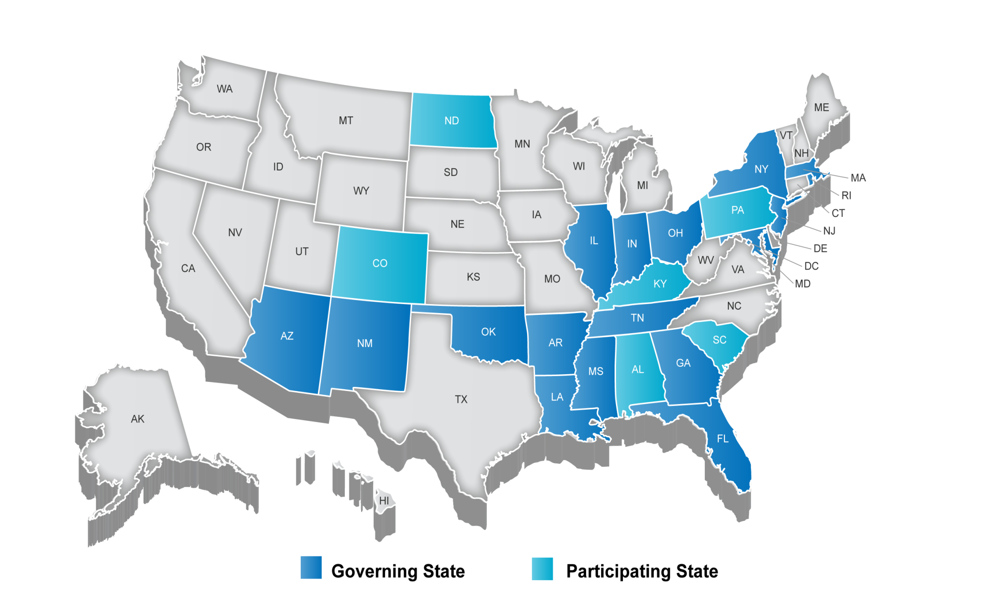 WA
MT
ND
MN
ME
VT
NH
OR
ID
SD
WI
MI
NY
MA
WY
RI
IA
PA
CT
NV
NE
OH
NJ
UT
IL
IN
DE
CO
WV
DC
CA
KS
MO
KY
VA
MD
AZ
NM
OK
AR
TN
NC
SC
MS
AL
GA
TX
LA
AK
FL
HI
Governing State
Participating State